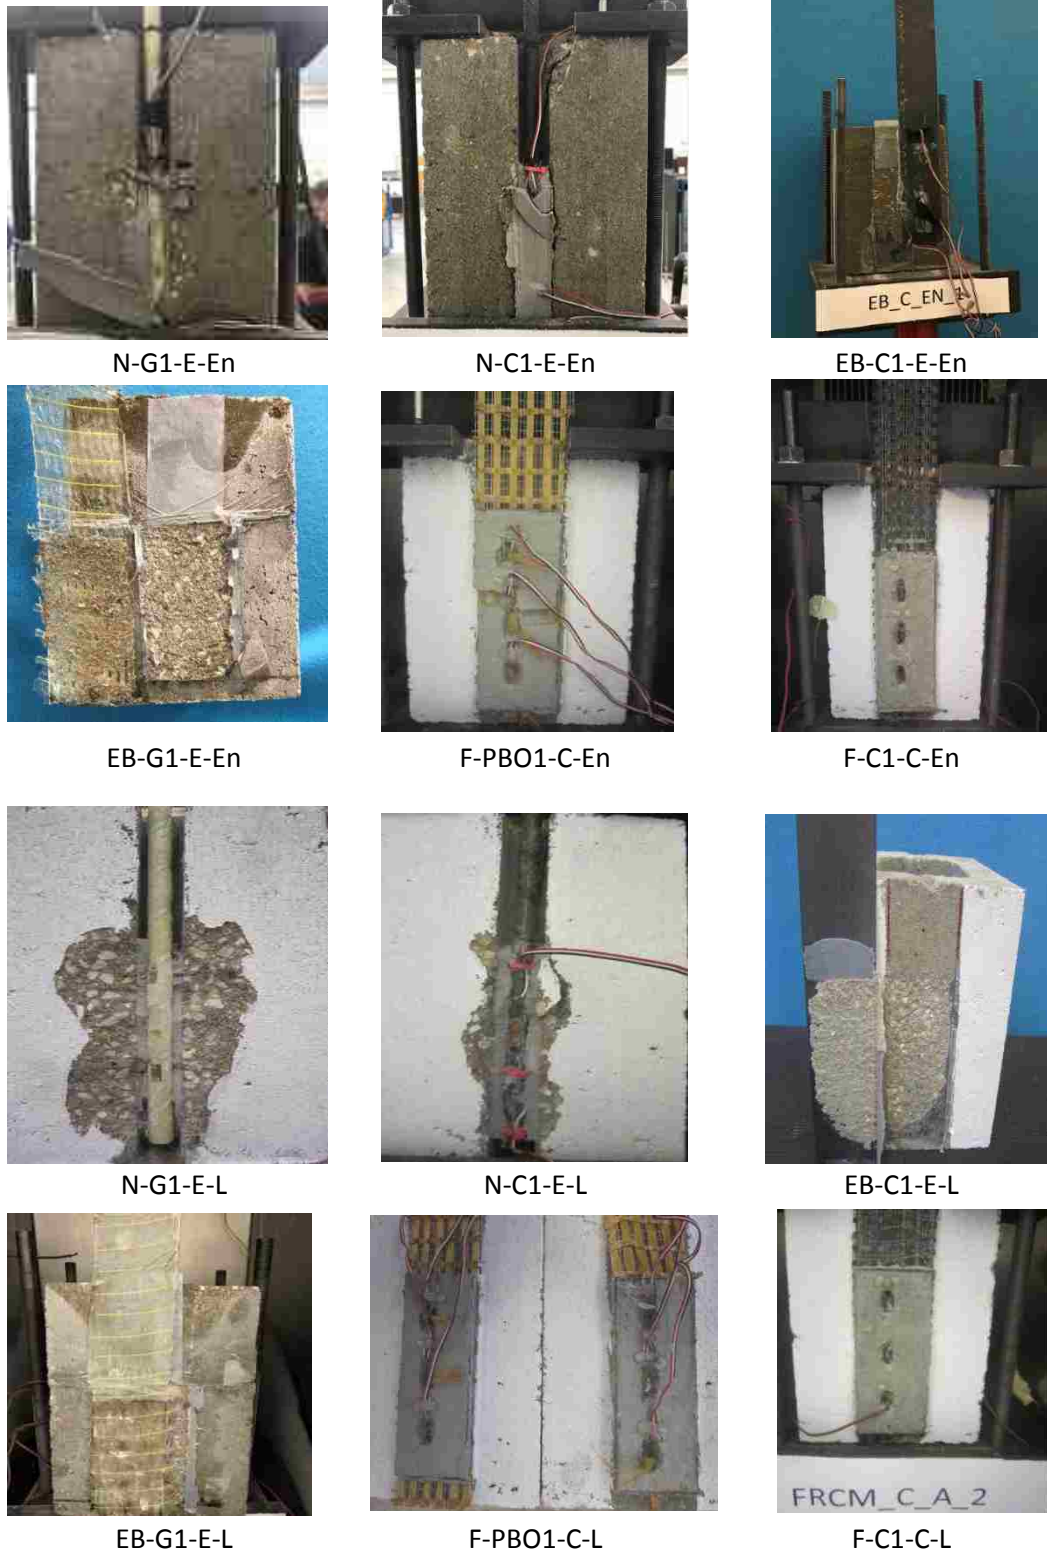 N-G1-E-En
N-C1-E-En
EB_C_EN_1
EB-C1-E-En
EB-G1-E-En
F-PBO1-C-En
F-C1-C-En
N-G1-E-L
N-C1-E-L
EB-C1-E-L
FRCM_C_A_2
EB-G1-E-L
F-PBO1-C-L
F-C1-C-L